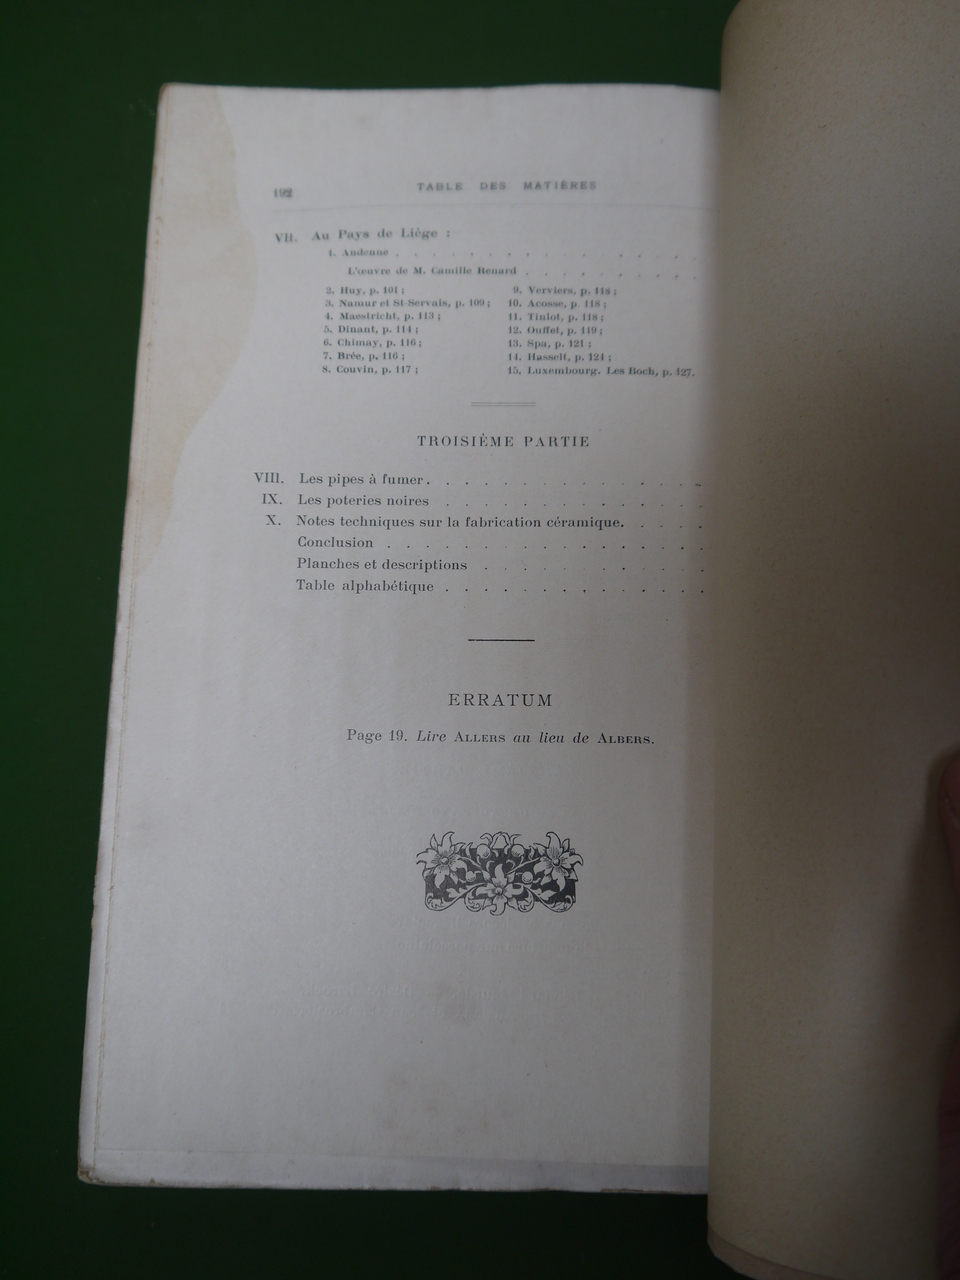 192
TABLE DES MATIÈRES
VII. Au Pays de Liége :
1. Andenne . . . . . . . . . .
L'œuvre de M. Camille Renard . . . . . . .
2. Huy, p. 101 ;
3. Namur et St-Servais, p. 109 ;
4. Maestricht, p. 113 ;
5. Dinant, p. 114 ;
6. Chimay, p. 116 ;
7. Brée, p. 116 ;
8. Couvin, p. 117 ;
9. Verviers, p. 118 ;
10. Acosse, p. 118 ;
11. Tinlot, p. 118 ;
12. Ouffet, p. 119 ;
13. Spa, p. 121 ;
14. Hasselt, p. 124 ;
15. Luxembourg. Les Boch, p. 127.
TROISIÈME PARTIE
VIII. Les pipes à fumer. . . . . . . . . . . . .
IX. Les poteries noires . . . . . . . . . . . .
X. Notes techniques sur la fabrication céramique. . . . .
Conclusion . . . . . . . . . . . . . . .
Planches et descriptions . . . . . . . . . .
Table alphabétique . . . . . . . . . . . .
ERRATUM
Page 19. Lire ALLERS au lieu de ALBERS.